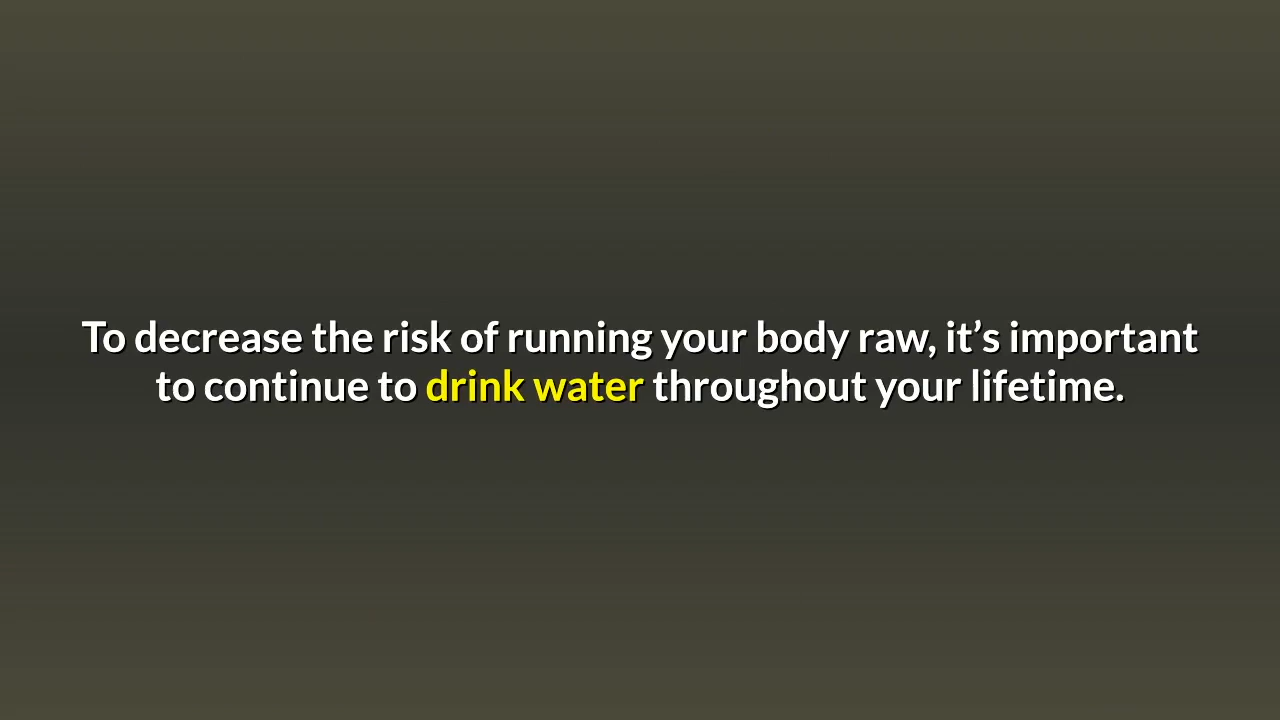 To decrease the risk of running your body raw, it’s important
to continue to drink water throughout your lifetime.